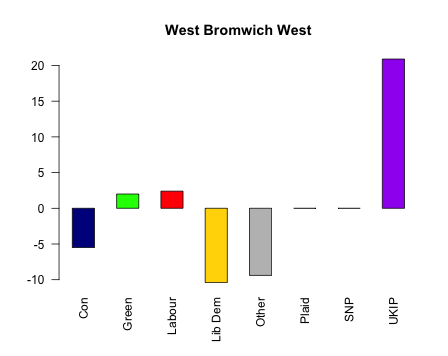 West Bromwich West
20
15
10
5
0
-5
-10
Con
Green
Labour
Lib Dem
Other
Plaid
SNP
UKIP